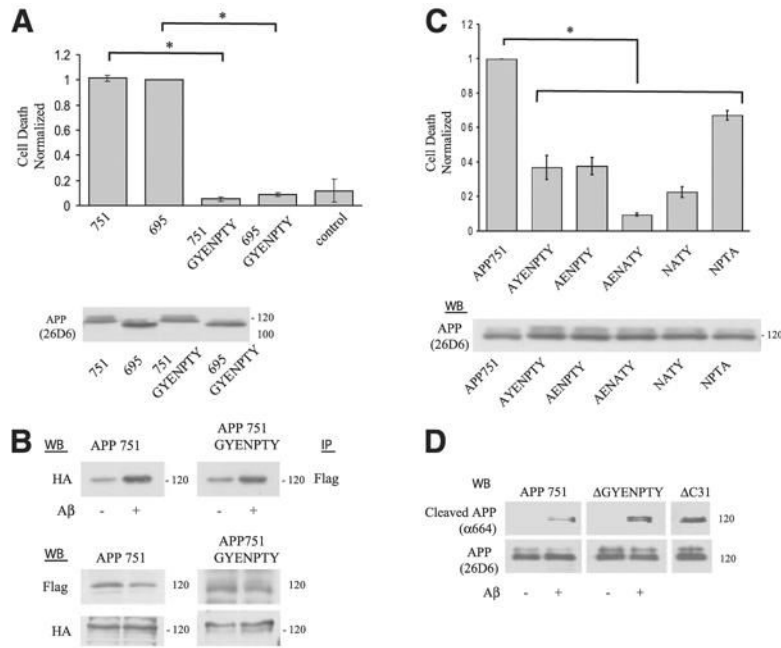 A
*
*
1.2
1
0.8
0.6
0.4
0.2
0
Cell Death
Normalized
751
695
751
GYENPTY
695
GYENPTY
control
APP
(26D6)
- 120
100
751
695
751
GYENPTY
695
GYENPTY
B
WB
APP 751
APP 751
GYENPTY
IP
HA
- 120
- 120
Flag
Aβ
-
+
-
+
WB
APP 751
APP751
GYENPTY
Flag
120
120
HA
- 120
- 120
C
*
1.2
1
0.6
0.4
0.2
0
Cell Death
Normalized
APP751
AYENPTY
AENPTY
AENATY
NATY
NPTA
WB
APP
(26D6)
- 120
APP751
AYENPTY
AENPTY
AENATY
NATY
NPTA
D
WB
APP 751
ΔGYENPTY
ΔC31
Cleaved APP
(α664)
120
APP
(26D6)
120
Aβ
-
+
-
+